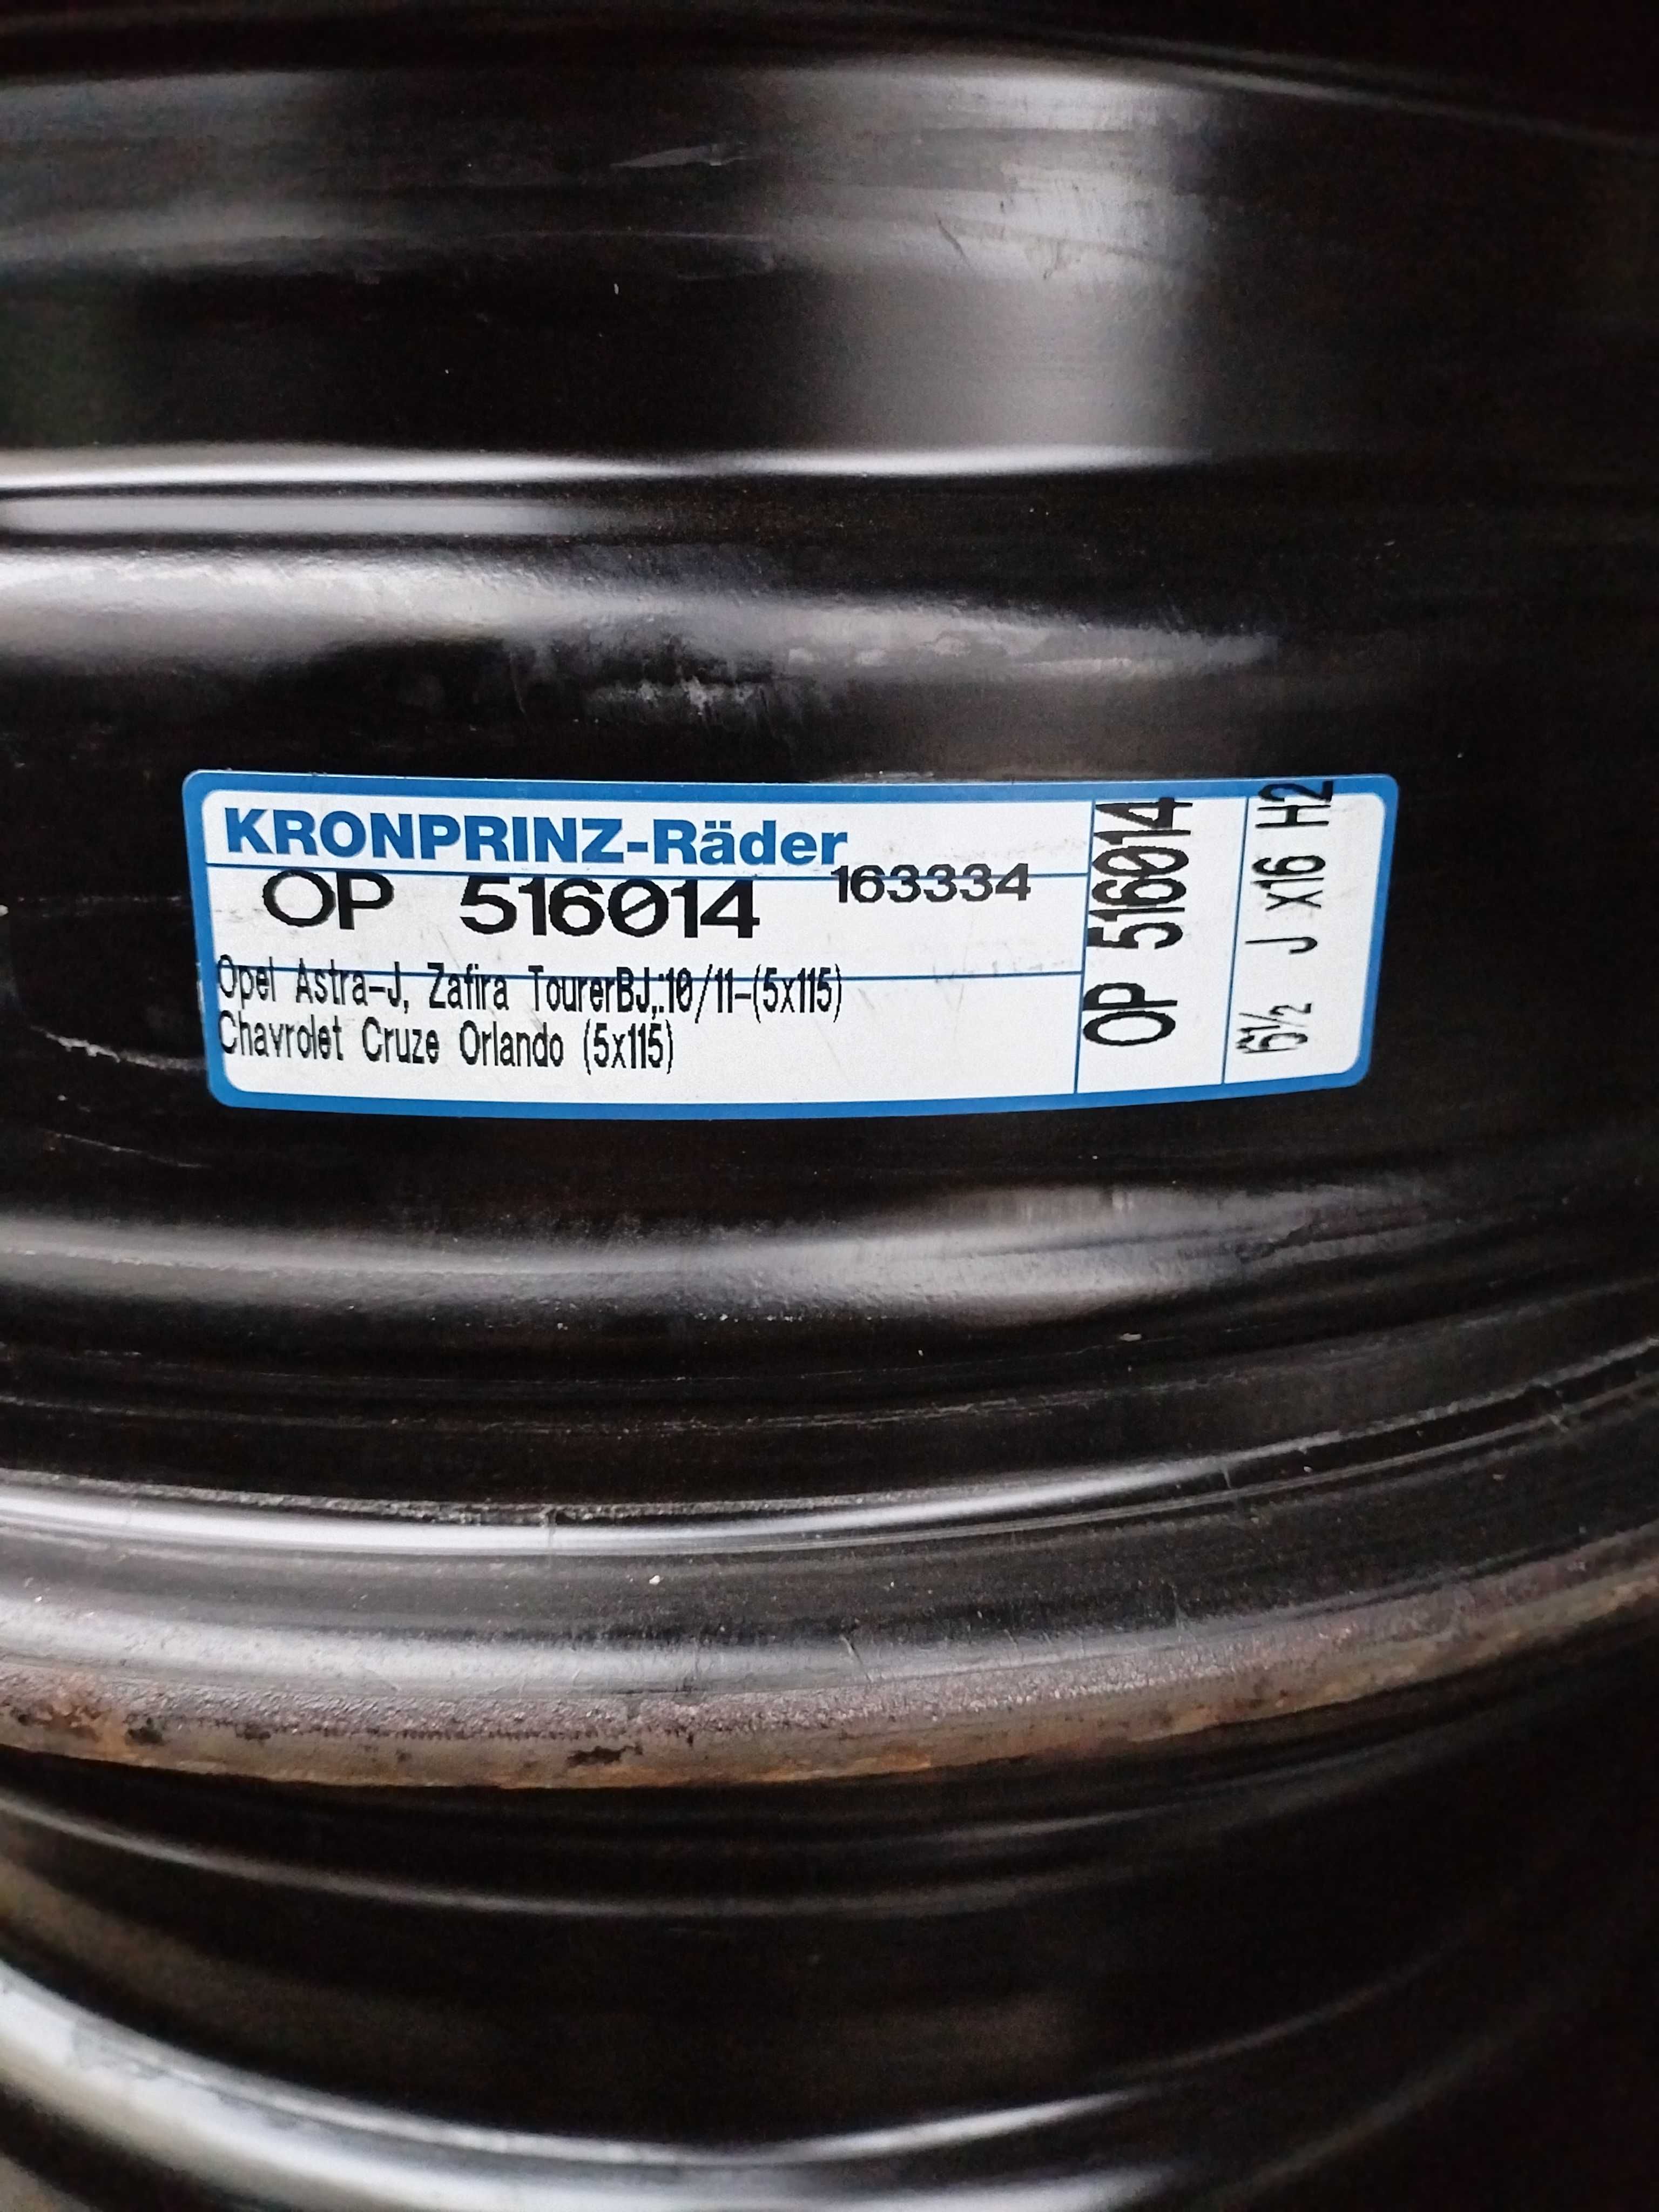 KRONPRINZ-Räder
OP 516014 163334
Opel Astra-J, Zafira TourerBJ.:10/11-(5x115)
Chavrolet Cruze Orlando (5x115)
OP 516014
6½ J x16 H2